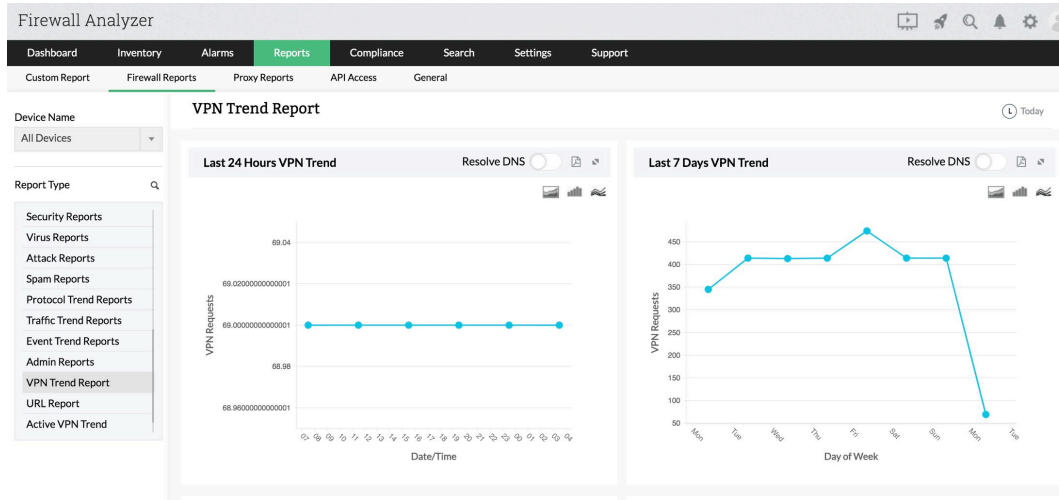 Firewall Analyzer
Dashboard Inventory Alarms Reports Compliance Search Settings Support
Custom Report Firewall Reports Proxy Reports API Access General
Device Name
All Devices
Report Type
Security Reports
Virus Reports
Attack Reports
Spam Reports
Protocol Trend Reports
Traffic Trend Reports
Event Trend Reports
Admin Reports
VPN Trend Report
URL Report
Active VPN Trend
VPN Trend Report
Today
Last 24 Hours VPN Trend Resolve DNS
VPN Requests
69.04
69.02000000000001
69.00000000000001
68.98
68.96000000000001
07 08 09 10 11 12 13 14 15 16 17 18 19 20 21 22 23 00 01 02 03 04
Date/Time
Last 7 Days VPN Trend Resolve DNS
VPN Requests
450
400
350
300
250
200
150
100
50
Mon Tue Wed Thu Fri Sat Sun Mon Tue
Day of Week